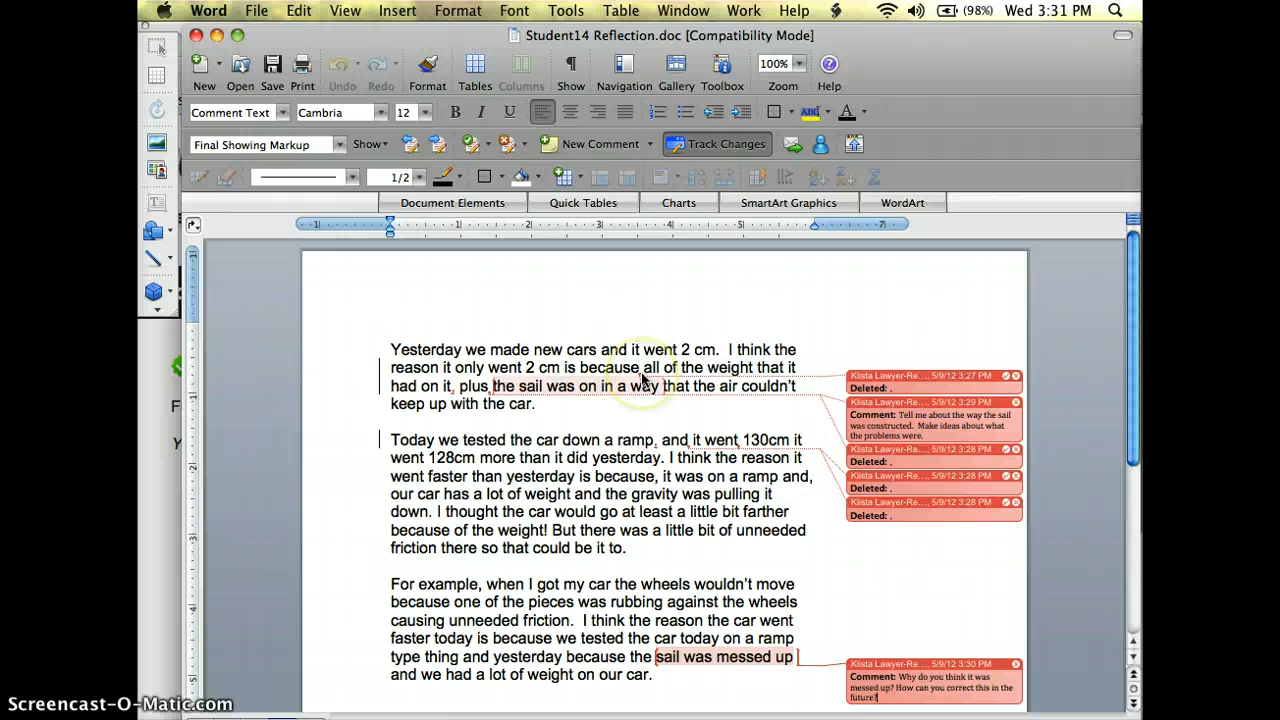 Word File Edit View Insert Format Font Tools Table Window Work Help (98%) Wed 3:31 PM
Student14 Reflection.doc [Compatibility Mode]
100%
New Open Save Print Undo Redo Format Tables Columns Show Navigation Gallery Toolbox Zoom Help
Comment Text Cambria 12 B I U ABC A
Final Showing Markup Show New Comment Track Changes
1/2
Document Elements Quick Tables Charts SmartArt Graphics WordArt
1 1 2 3 4 5 7
Yesterday we made new cars and it went 2 cm. I think the
reason it only went 2 cm is because all of the weight that it
had on it, plus the sail was on in a way that the air couldn't
keep up with the car.
Today we tested the car down a ramp, and it went 130cm it
went 128cm more than it did yesterday. I think the reason it
went faster than yesterday is because, it was on a ramp and,
our car has a lot of weight and the gravity was pulling it
down. I thought the car would go at least a little bit farther
because of the weight! But there was a little bit of unneeded
friction there so that could be it to.
For example, when I got my car the wheels wouldn't move
because one of the pieces was rubbing against the wheels
causing unneeded friction. I think the reason the car went
faster today is because we tested the car today on a ramp
type thing and yesterday because the sail was messed up
and we had a lot of weight on our car.
Klista Lawyer-Re..., 5/9/12 3:27 PM
Deleted: ,
Klista Lawyer-Re..., 5/9/12 3:29 PM
Comment: Tell me about the way the sail
was constructed. Make ideas about what
the problems were.
Klista Lawyer-Re..., 5/9/12 3:28 PM
Deleted: ,
Klista Lawyer-Re..., 5/9/12 3:28 PM
Deleted: ,
Klista Lawyer-Re..., 5/9/12 3:28 PM
Deleted: ,
Klista Lawyer-Re..., 5/9/12 3:30 PM
Comment: Why do you think it was
messed up? How can you correct this in the
future?
Screencast-O-Matic.com